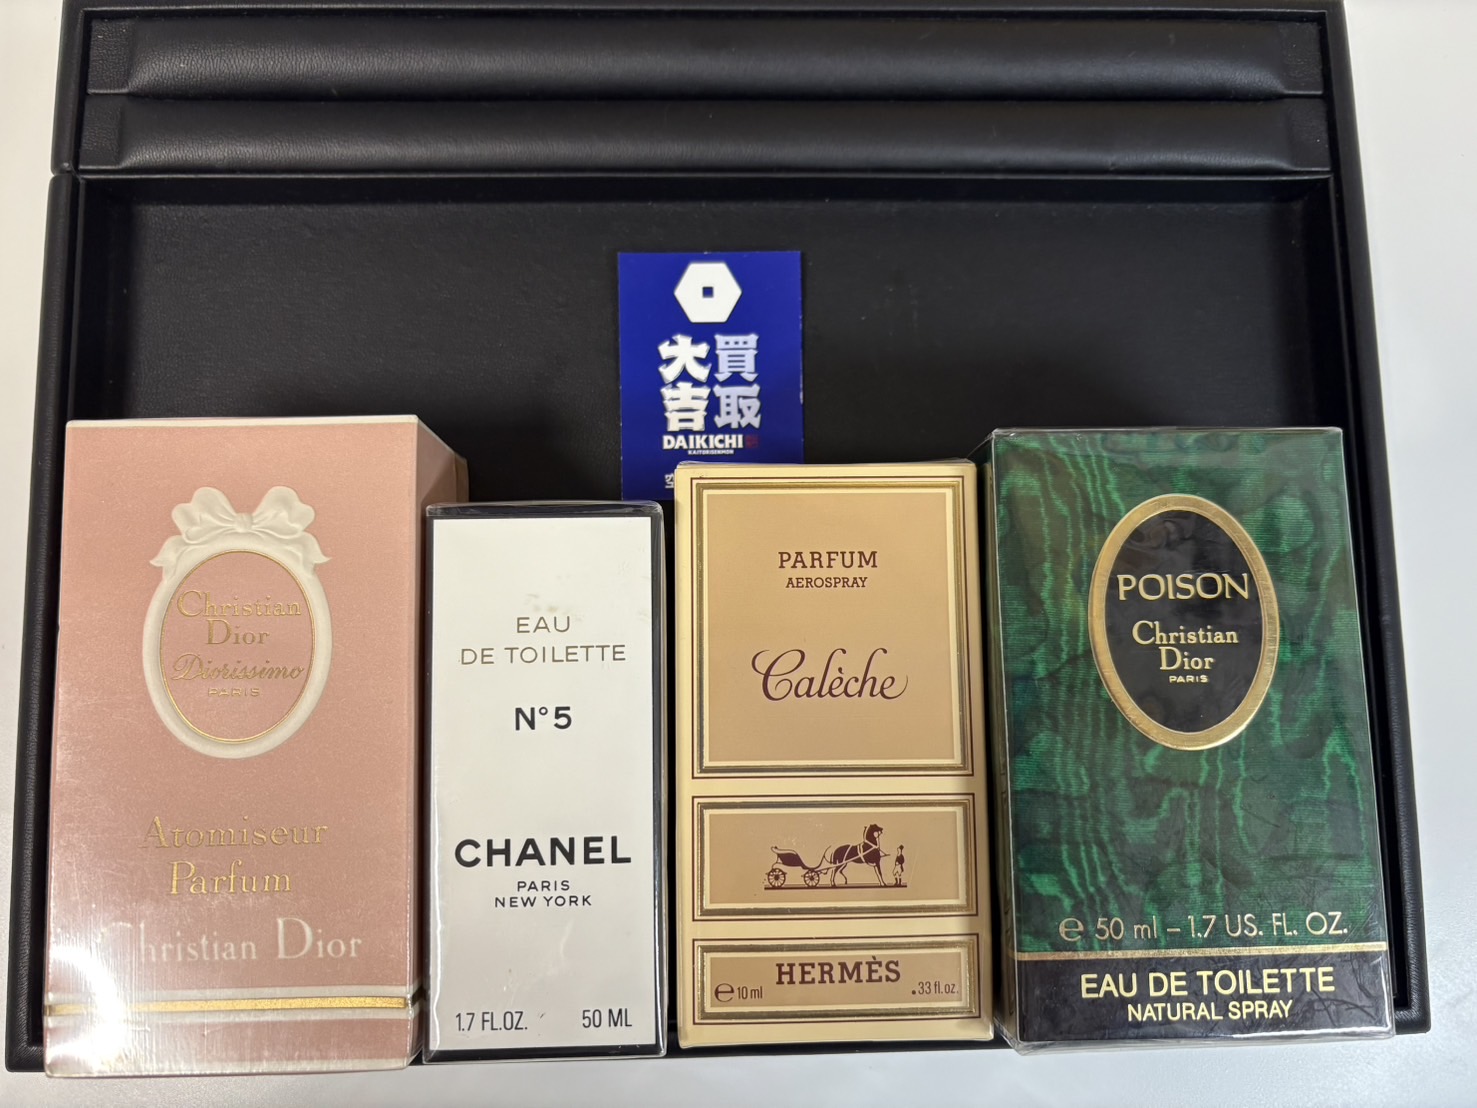 大吉
買取
DAIKICHI
KAITORISENMON
Christian
Dior
Diorissimo
PARIS
Atomiseur
Parfum
Christian Dior
EAU
DE TOILETTE
N°5
CHANEL
PARIS
NEW YORK
1.7 FL.OZ. 50 ML
PARFUM
AEROSPRAY
Calèche
HERMÈS
e 10 ml .33 fl. oz.
POISON
Christian
Dior
PARIS
e 50 ml – 1.7 US. FL. OZ.
EAU DE TOILETTE
NATURAL SPRAY